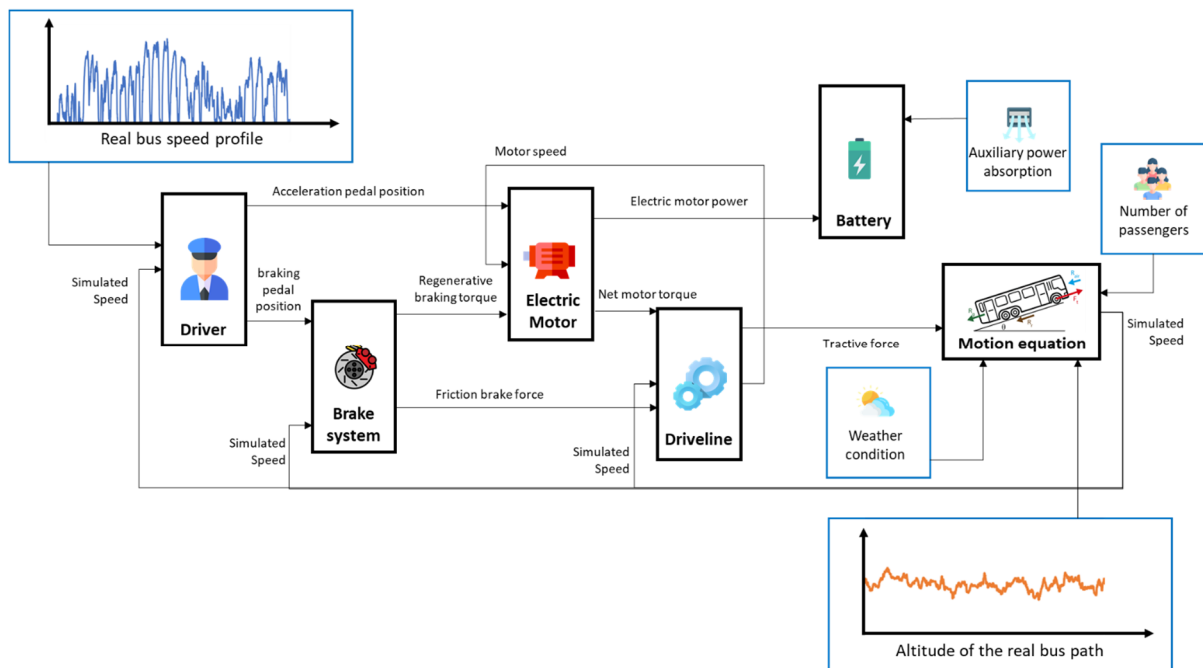 Real bus speed profile
Motor speed
Acceleration pedal position
Electric motor power
Battery
Auxiliary power
absorption
Number of
passengers
Simulated
Speed
Driver
braking
pedal
position
Regenerative
braking torque
Electric
Motor
Net motor torque
Tractive force
Motion equation
θ
Simulated
Speed
Brake
system
Friction brake force
Simulated
Speed
Driveline
Simulated
Speed
Weather
condition
Altitude of the real bus path